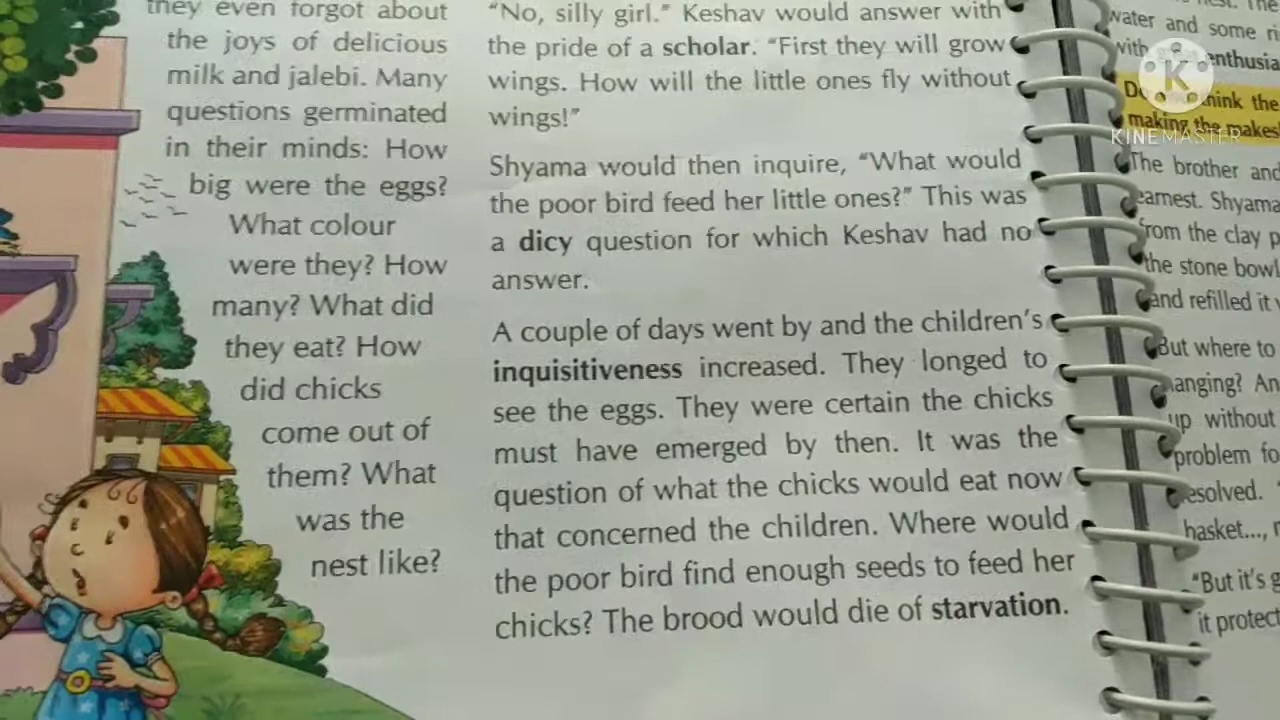 they even forgot about
the joys of delicious
milk and jalebi. Many
questions germinated
in their minds: How
big were the eggs?
What colour
were they? How
many? What did
they eat? How
did chicks
come out of
them? What
was the
nest like?
"No, silly girl." Keshav would answer with
the pride of a scholar. "First they will grow
wings. How will the little ones fly without
wings!"
Shyama would then inquire, "What would
the poor bird feed her little ones?" This was
a dicy question for which Keshav had no
answer.
A couple of days went by and the children's
inquisitiveness increased. They longed to
see the eggs. They were certain the chicks
must have emerged by then. It was the
question of what the chicks would eat now
that concerned the children. Where would
the poor bird find enough seeds to feed her
chicks? The brood would die of starvation.
The
water and some
with
think the
making the makes
The brother and
earnest. Shyama
from the clay
the stone bowl
and refilled it
But where to
An
up without
problem
basket...,
"But it's
it protect
K
KINEMASTER